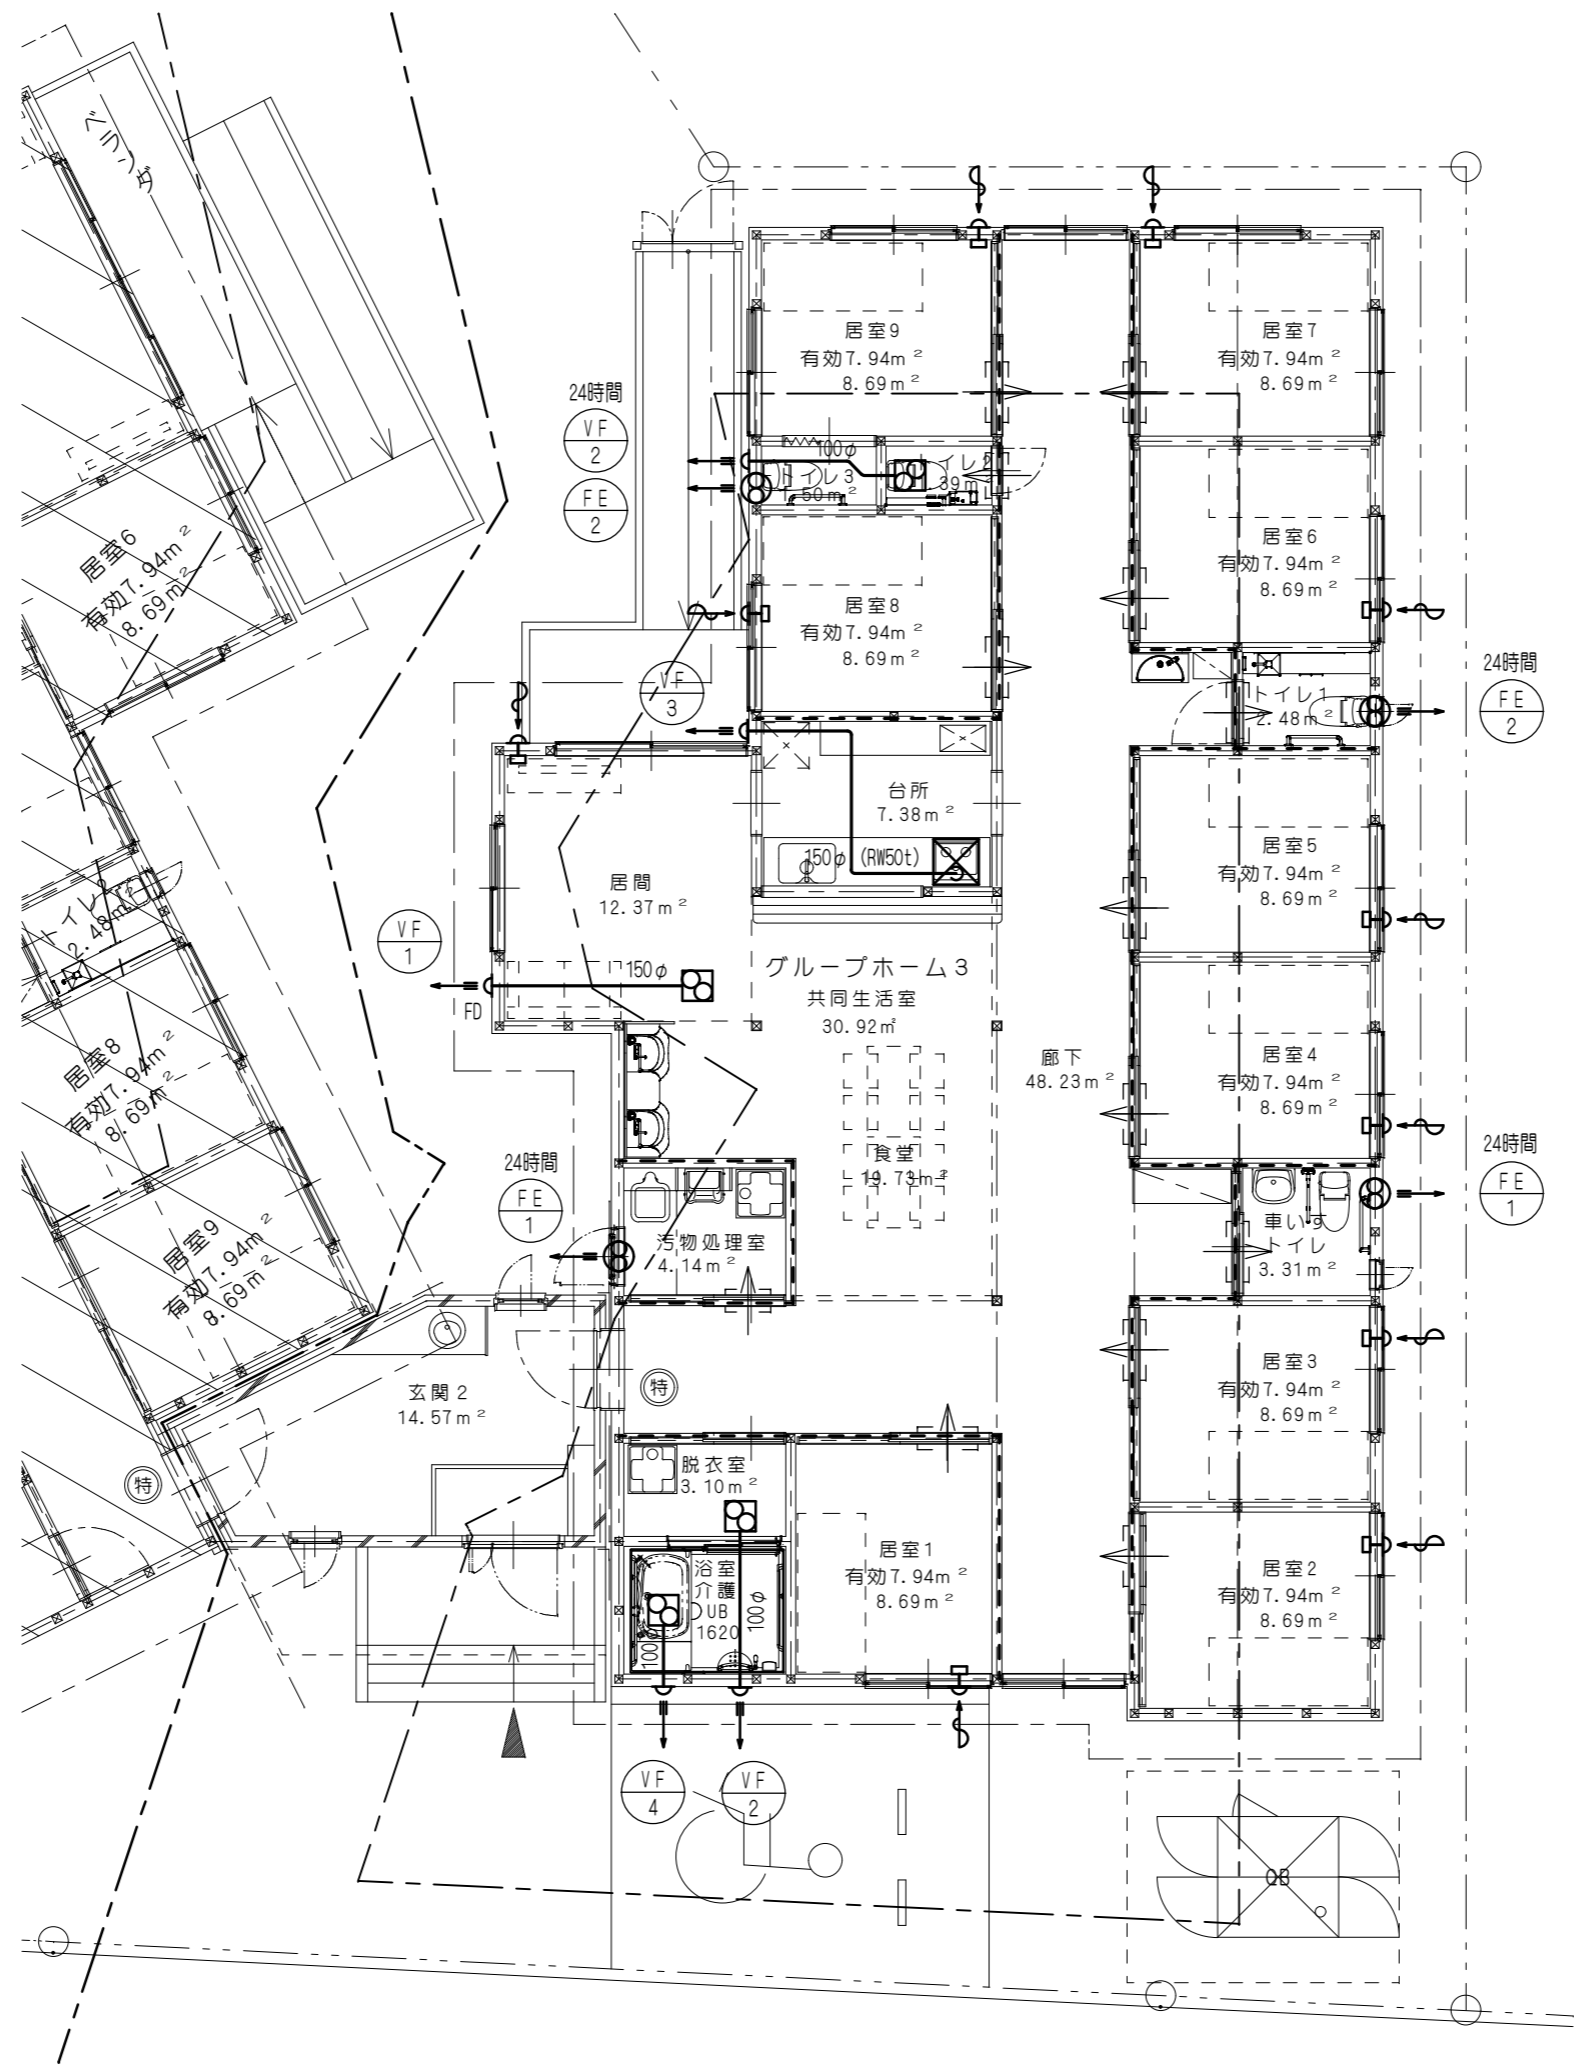 ベランダ
居室6
有効7.94m²
8.69m²
2.48m²
居室8
有効7.94m²
8.69m²
居室9
有効7.94m²
8.69m²
特
玄関2
14.57m²
特
24時間
VF
2
FE
2
居室9
有効7.94m²
8.69m²
居室7
有効7.94m²
8.69m²
100φ
トイレ3
トイレ2
居室8
有効7.94m²
8.69m²
居室6
有効7.94m²
8.69m²
VF
3
トイレ1
2.48m²
24時間
FE
2
台所
7.38m²
150φ (RW50t)
居間
12.37m²
居室5
有効7.94m²
8.69m²
VF
1
FD
150φ
グループホーム3
共同生活室
30.92㎡
廊下
48.23m²
居室4
有効7.94m²
8.69m²
食堂
19.73m²
24時間
FE
1
汚物処理室
4.14m²
24時間
FE
1
車いす
トイレ
3.31m²
居室3
有効7.94m²
8.69m²
脱衣室
3.10m²
浴室
介護
UB
1620
100φ
100
居室1
有効7.94m²
8.69m²
居室2
有効7.94m²
8.69m²
VF
4
VF
2
QB